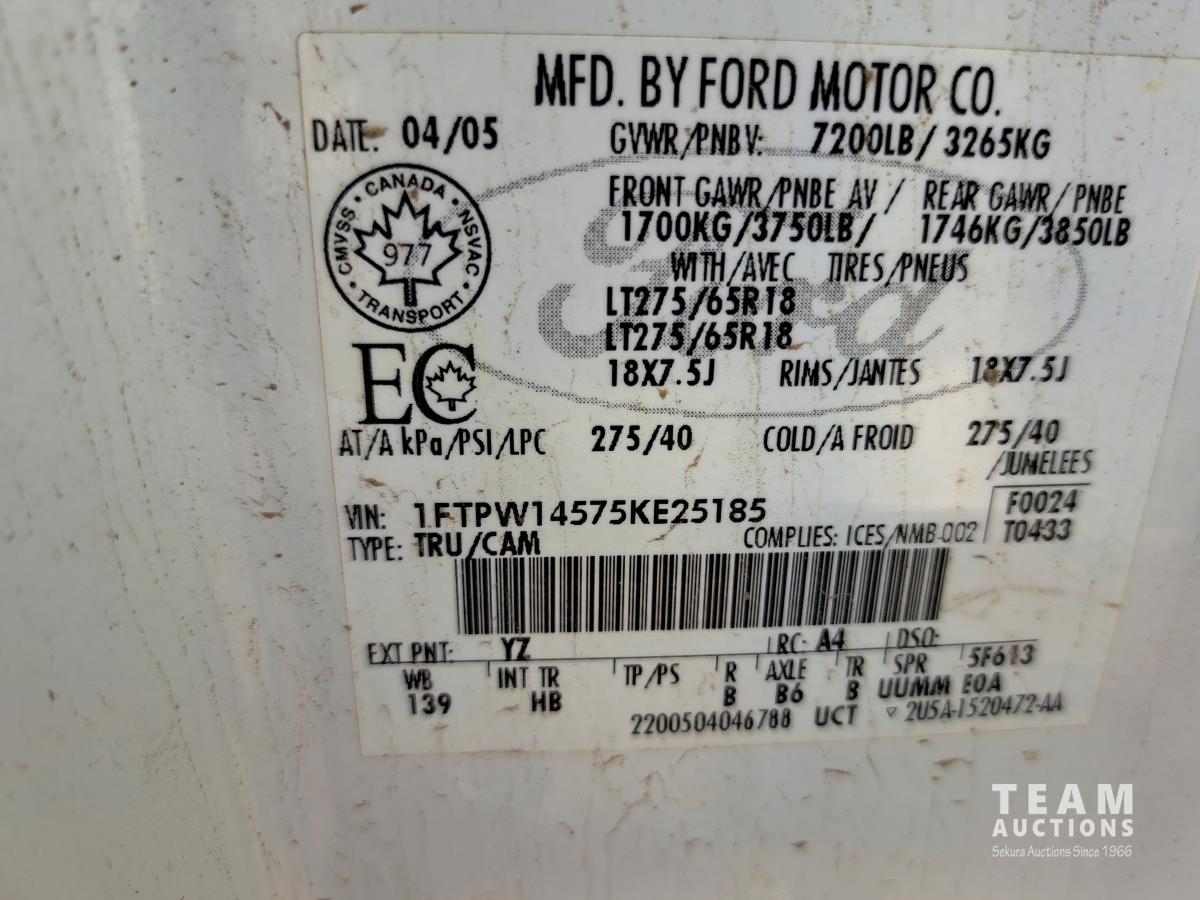 MFD. BY FORD MOTOR CO.
DATE: 04/05 GVWR/PNBV: 7200LB/ 3265KG
FRONT GAWR/PNBE AV / REAR GAWR/ PNBE
1700KG/3750LB/ 1746KG/3850LB
WITH/AVEC TIRES/PNEUS
LT275/65R18
LT275/65R18
18X7.5J RIMS/JANTES 18X7.5J
CANADA
CMVSS · NSVAC
977
TRANSPORT
Ford
EC
AT/A kPa/PSI/LPC 275/40 COLD/A FROID 275/40
/JUMELEES
VIN: 1FTPW14575KE25185 F0024
TYPE: TRU/CAM COMPLIES: ICES/NMB-002 T0433
EXT PNT: YZ RC: A4 DSO:
WB INT TR TP/PS R AXLE TR SPR 5F613
139 HB B B6 B UUMM E0A
2200504046788 UCT ▽ 2U5A-1520472-AA
TEAM
AUCTIONS
Sekura Auctions Since 1966